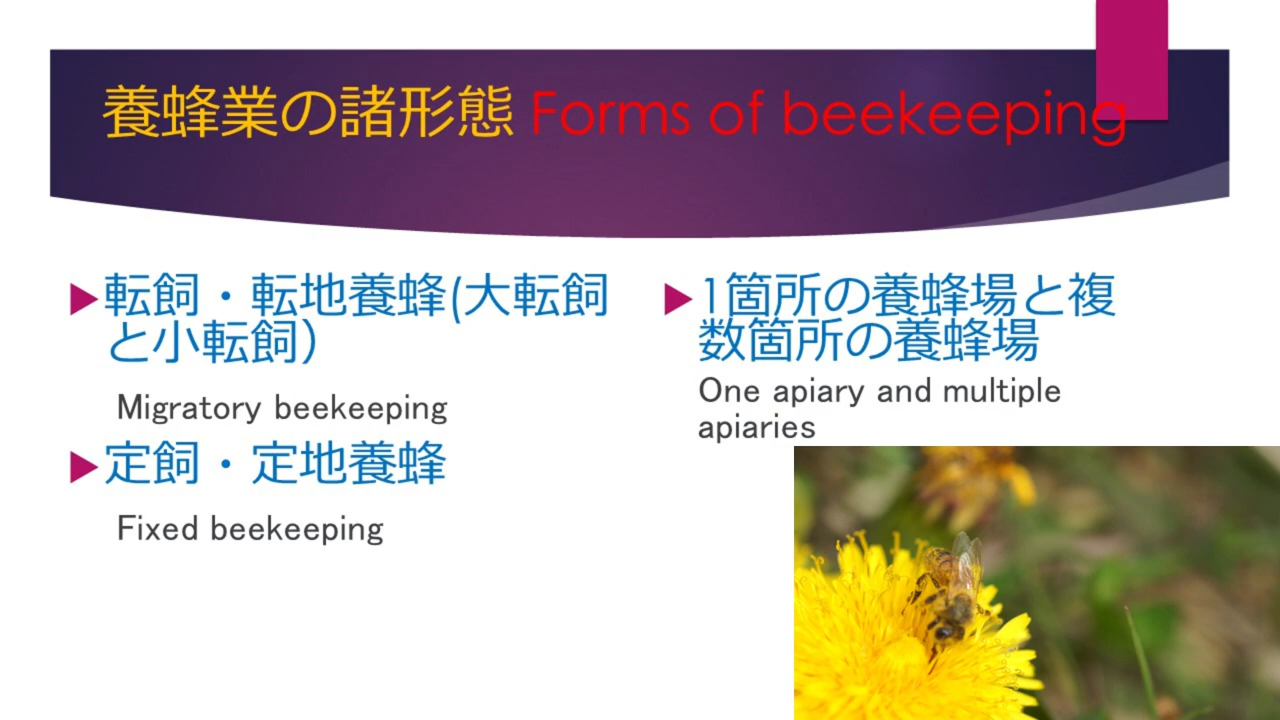 養蜂業の諸形態 Forms of beekeeping
転飼・転地養蜂(大転飼
と小転飼）
Migratory beekeeping
定飼・定地養蜂
Fixed beekeeping
1箇所の養蜂場と複
数箇所の養蜂場
One apiary and multiple
apiaries